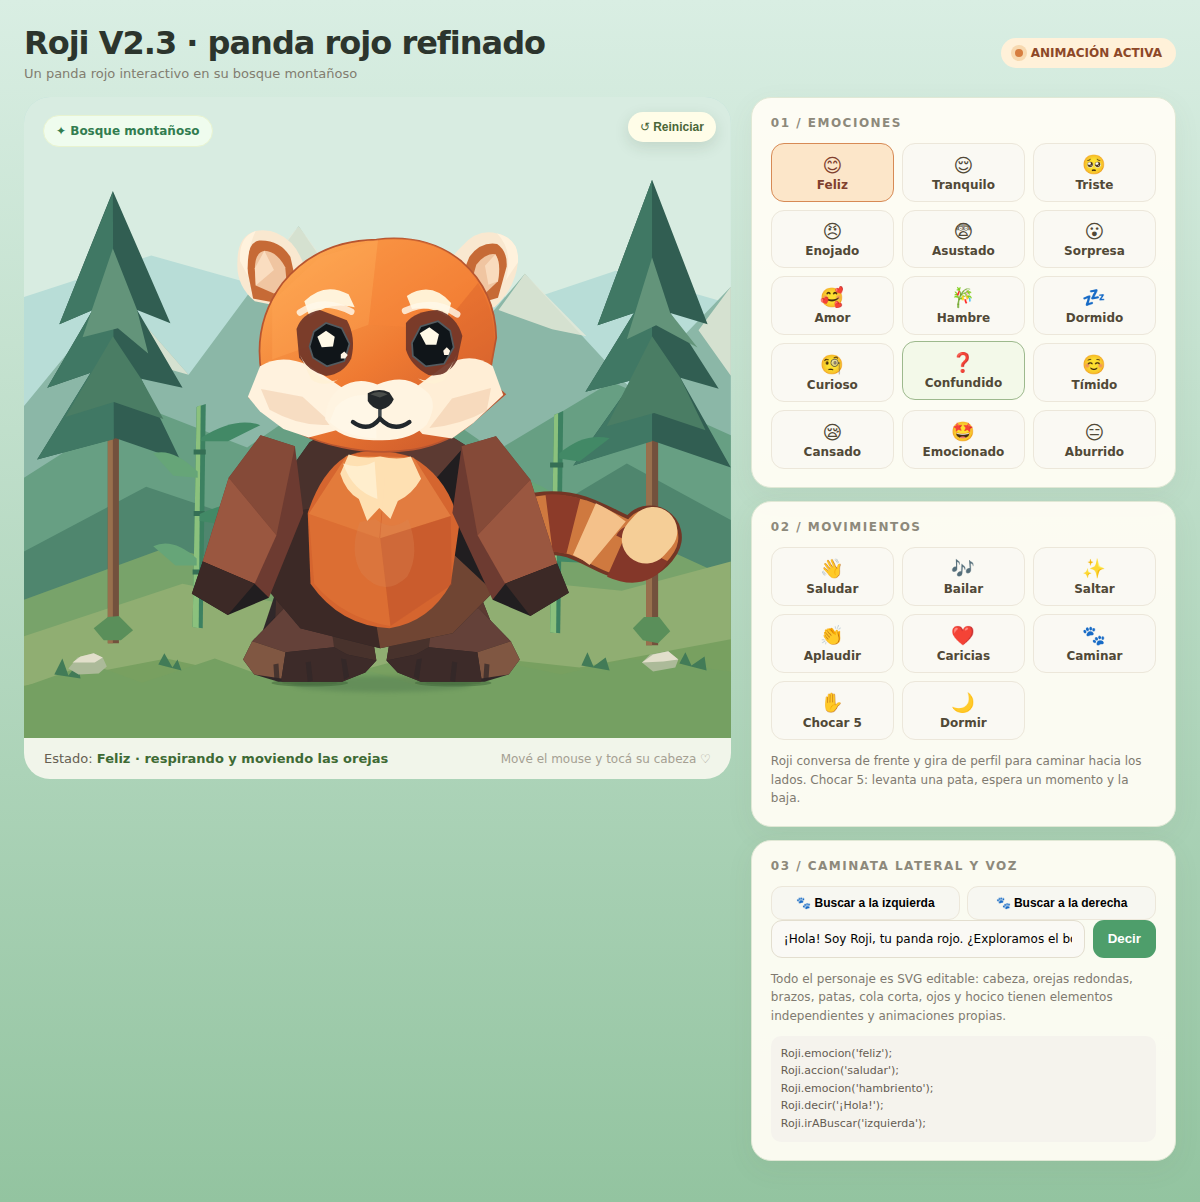 Roji V2.3 · panda rojo refinado
Un panda rojo interactivo en su bosque montañoso
ANIMACIÓN ACTIVA
✦ Bosque montañoso
↺ Reiniciar
Estado: Feliz · respirando y moviendo las orejas
Mové el mouse y tocá su cabeza ♡
01 / EMOCIONES
Feliz
Tranquilo
Triste
Enojado
Asustado
Sorpresa
Amor
Hambre
Dormido
Curioso
Confundido
Tímido
Cansado
Emocionado
Aburrido
02 / MOVIMIENTOS
Saludar
Bailar
Saltar
Aplaudir
Caricias
Caminar
Chocar 5
Dormir
Roji conversa de frente y gira de perfil para caminar hacia los
lados. Chocar 5: levanta una pata, espera un momento y la
baja.
03 / CAMINATA LATERAL Y VOZ
🐾 Buscar a la izquierda
🐾 Buscar a la derecha
¡Hola! Soy Roji, tu panda rojo. ¿Exploramos el
Decir
Todo el personaje es SVG editable: cabeza, orejas redondas,
brazos, patas, cola corta, ojos y hocico tienen elementos
independientes y animaciones propias.
Roji.emocion('feliz');
Roji.accion('saludar');
Roji.emocion('hambriento');
Roji.decir('¡Hola!');
Roji.irABuscar('izquierda');